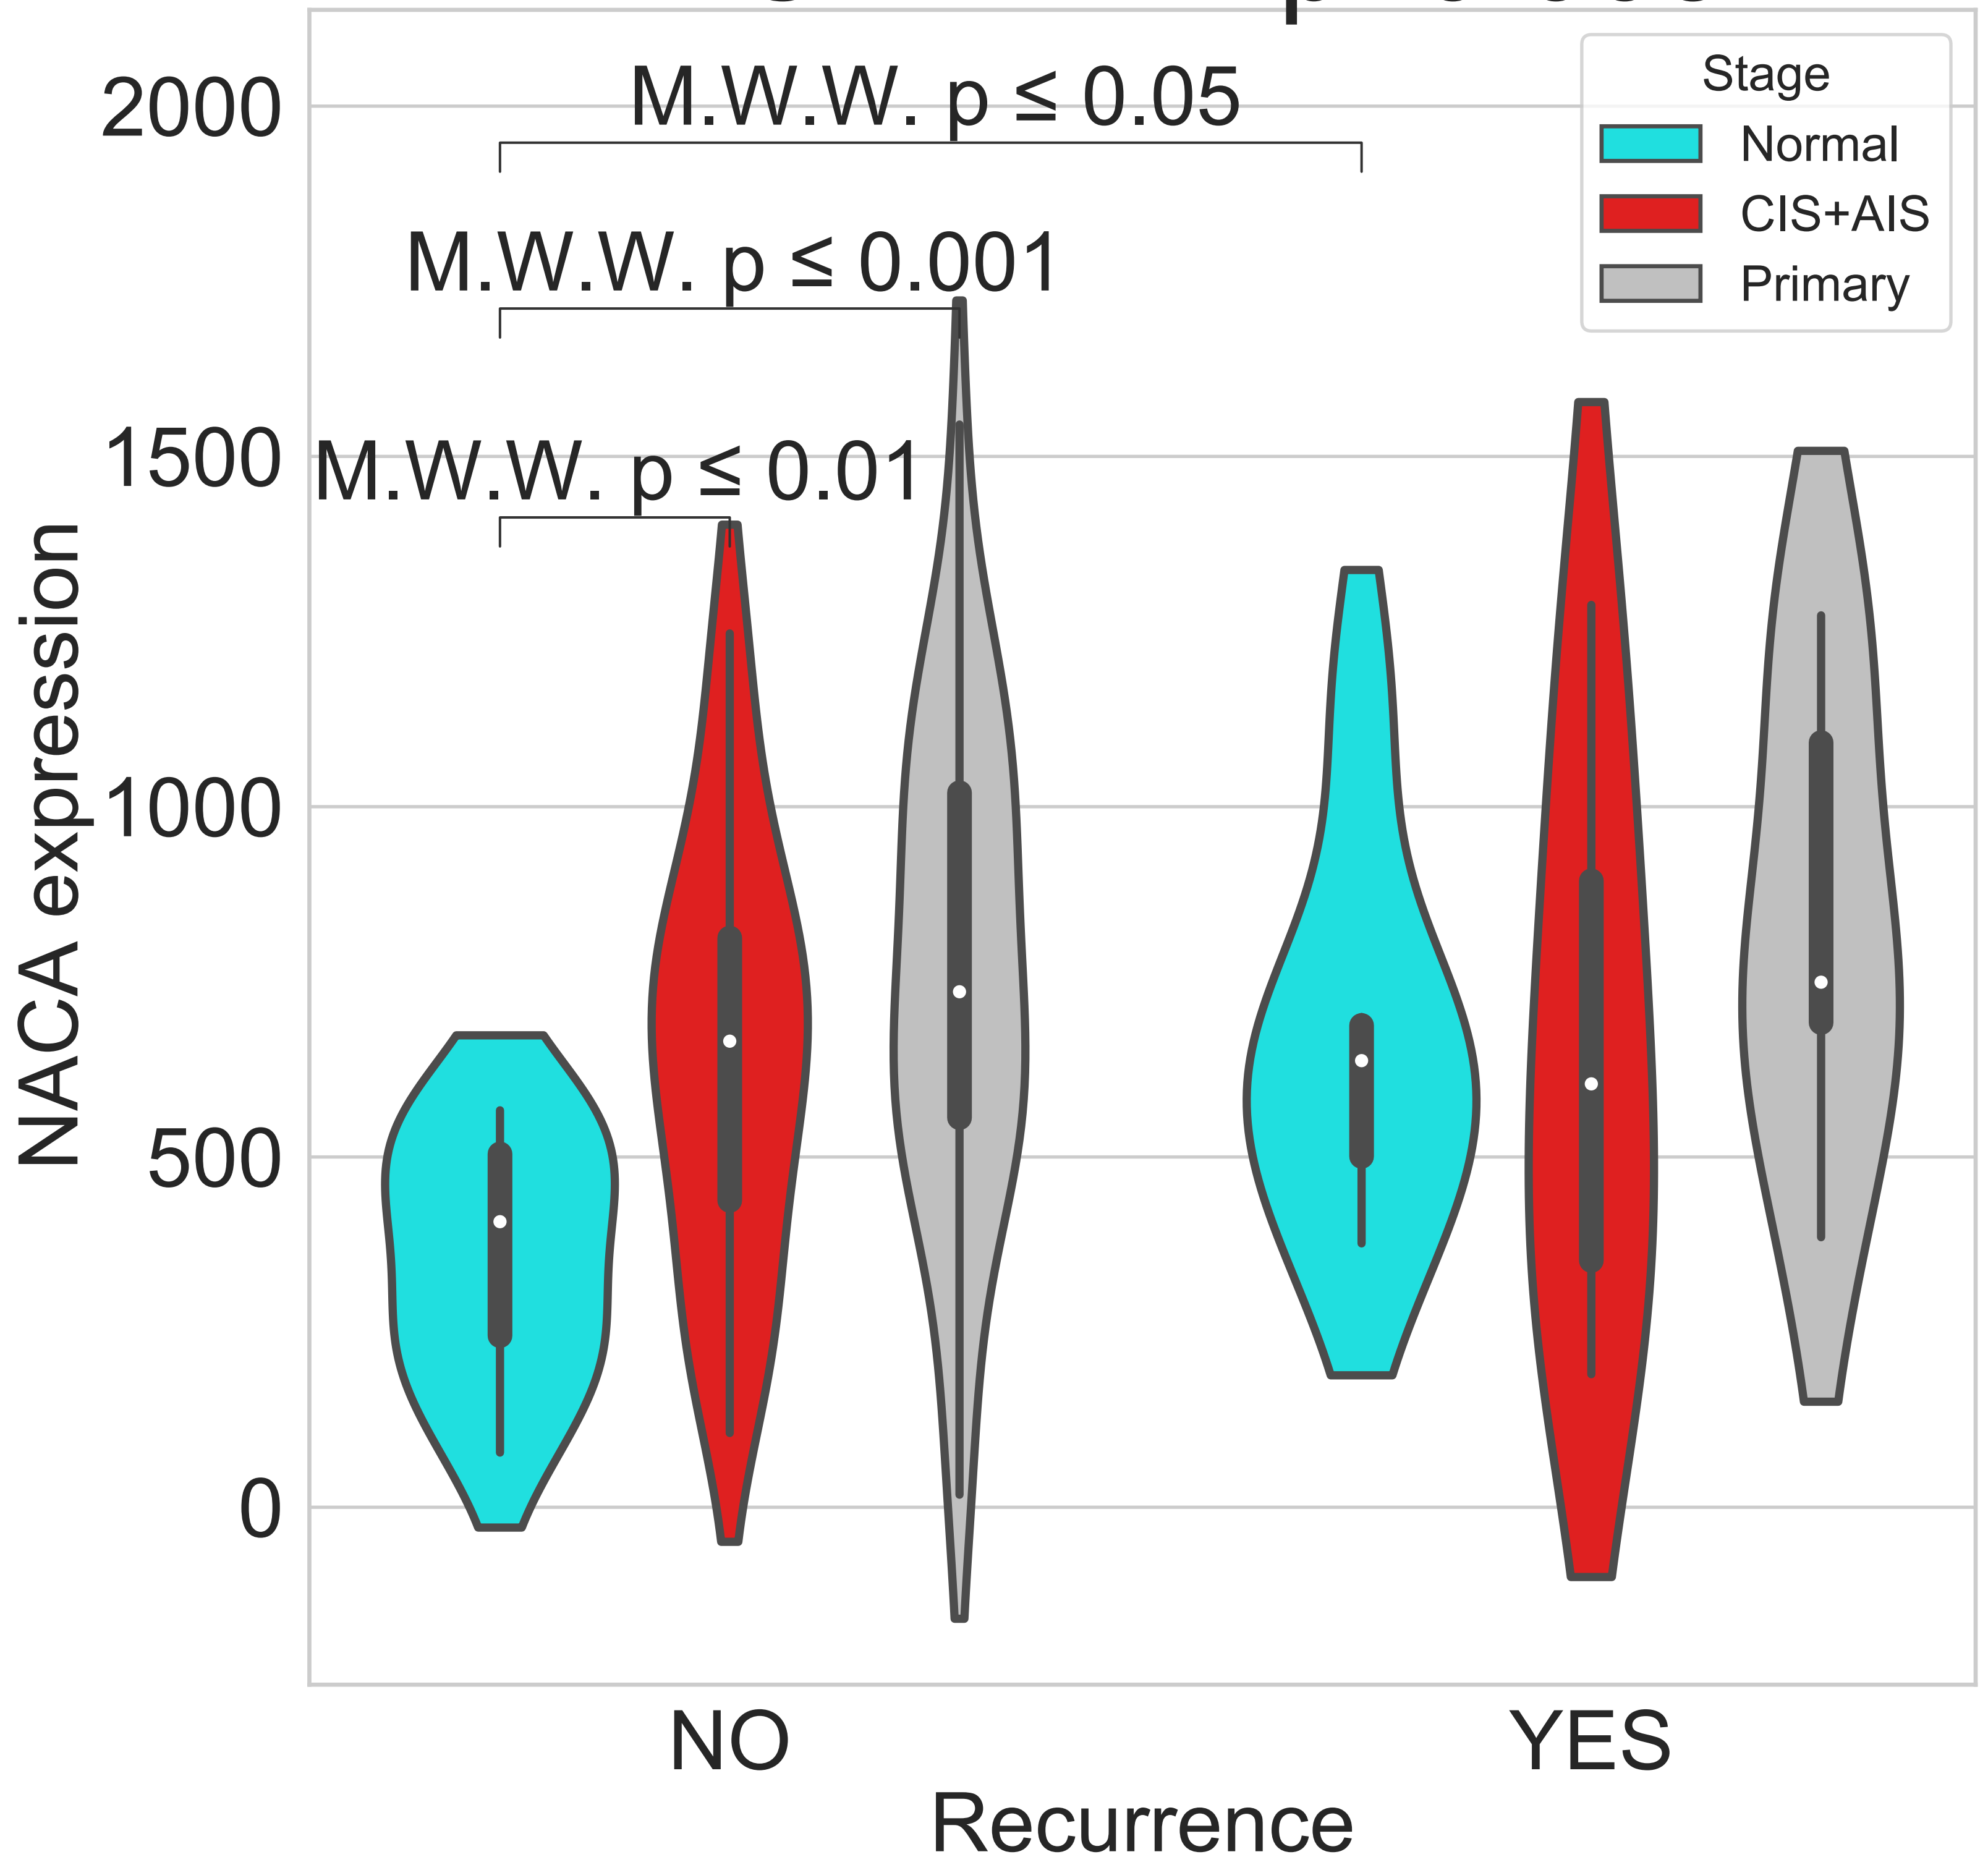 M.W.W. p ≤ 0.05
M.W.W. p ≤ 0.001
M.W.W. p ≤ 0.01
Stage
Normal
CIS+AIS
Primary
2000
1500
1000
500
0
NACA expression
NO
YES
Recurrence